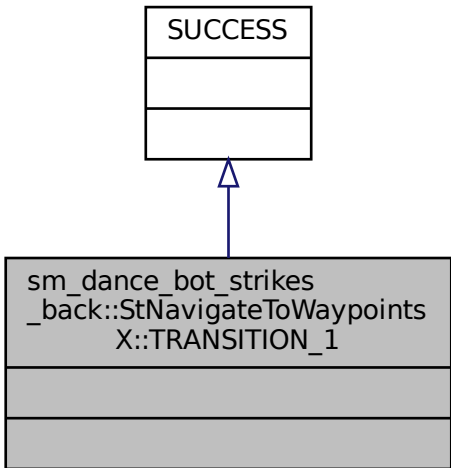 SUCCESS
sm_dance_bot_strikes
_back::StNavigateToWaypoints
X::TRANSITION_1